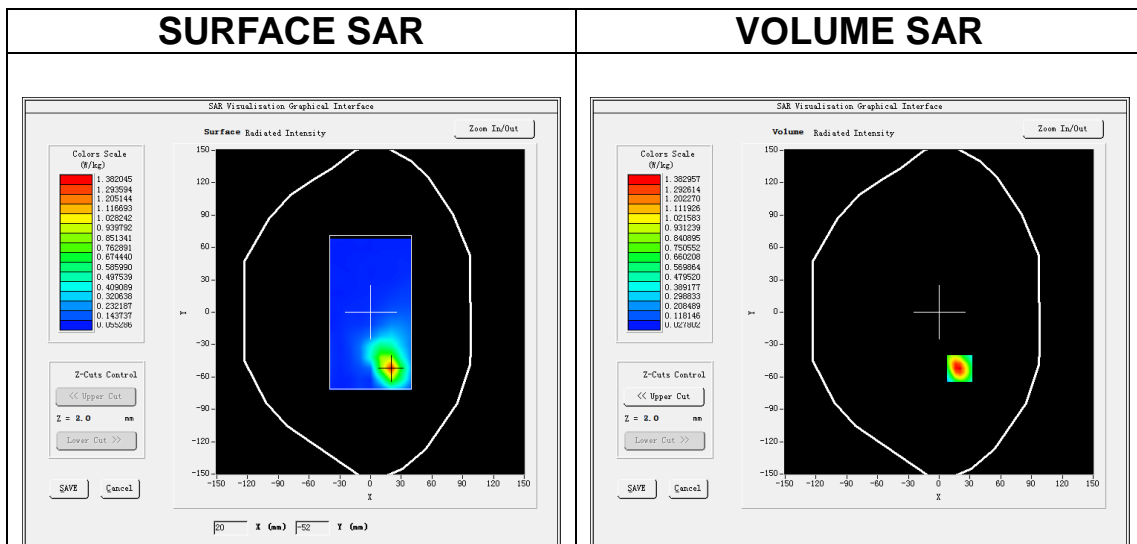 SURFACE SAR
VOLUME SAR
SAR Visualisation Graphical Interface
Surface Radiated Intensity
Zoom In/Out
Colors Scale
(W/kg)
1.382045
1.293594
1.205144
1.116693
1.028242
0.939792
0.851341
0.762891
0.674440
0.585990
0.497539
0.409089
0.320638
0.232187
0.143737
0.055286
150
120
90
60
30
0
-30
-60
-90
-120
-150
Y
-150 -120 -90 -60 -30 0 30 60 90 120 150
X
Z-Cuts Control
<< Upper Cut
Z = 2.0 mm
Lower Cut >>
SAVE Cancel
20 X (mm) -52 Y (mm)
SAR Visualisation Graphical Interface
Volume Radiated Intensity
Zoom In/Out
Colors Scale
(W/kg)
1.382957
1.292614
1.202270
1.111926
1.021583
0.931239
0.840895
0.750552
0.660208
0.569864
0.479520
0.389177
0.298833
0.208489
0.118146
0.027802
150
120
90
60
30
0
-30
-60
-90
-120
-150
Y
-150 -120 -90 -60 -30 0 30 60 90 120 150
X
Z-Cuts Control
<< Upper Cut
Z = 2.0 mm
Lower Cut >>
SAVE Cancel